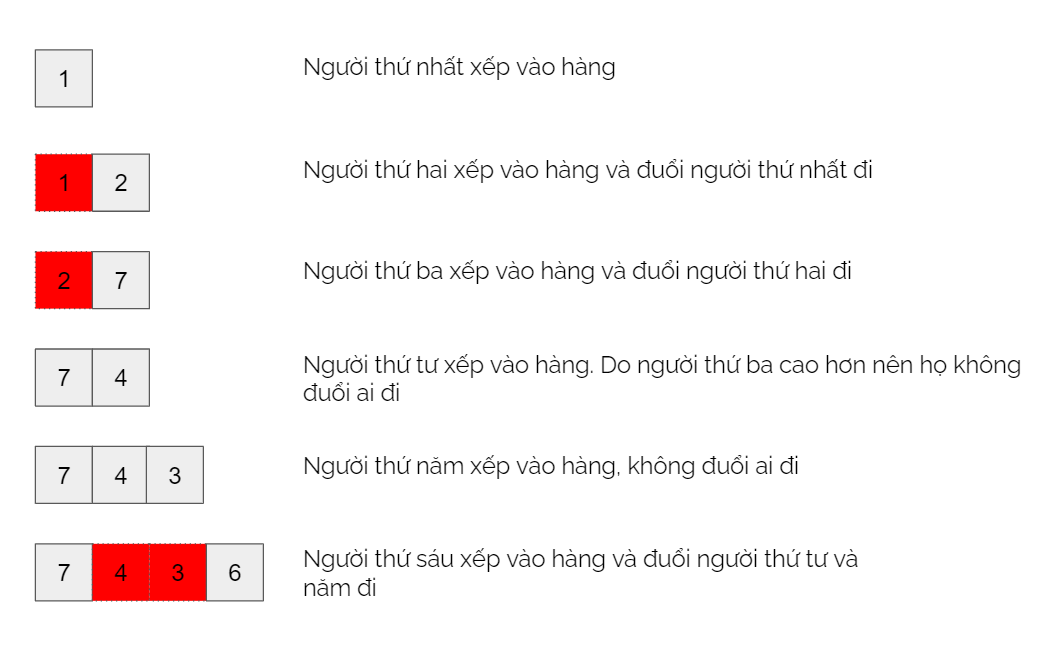 1
Người thứ nhất xếp vào hàng
1 2
Người thứ hai xếp vào hàng và đuổi người thứ nhất đi
2 7
Người thứ ba xếp vào hàng và đuổi người thứ hai đi
7 4
Người thứ tư xếp vào hàng. Do người thứ ba cao hơn nên họ không
đuổi ai đi
7 4 3
Người thứ năm xếp vào hàng, không đuổi ai đi
7 4 3 6
Người thứ sáu xếp vào hàng và đuổi người thứ tư và
năm đi